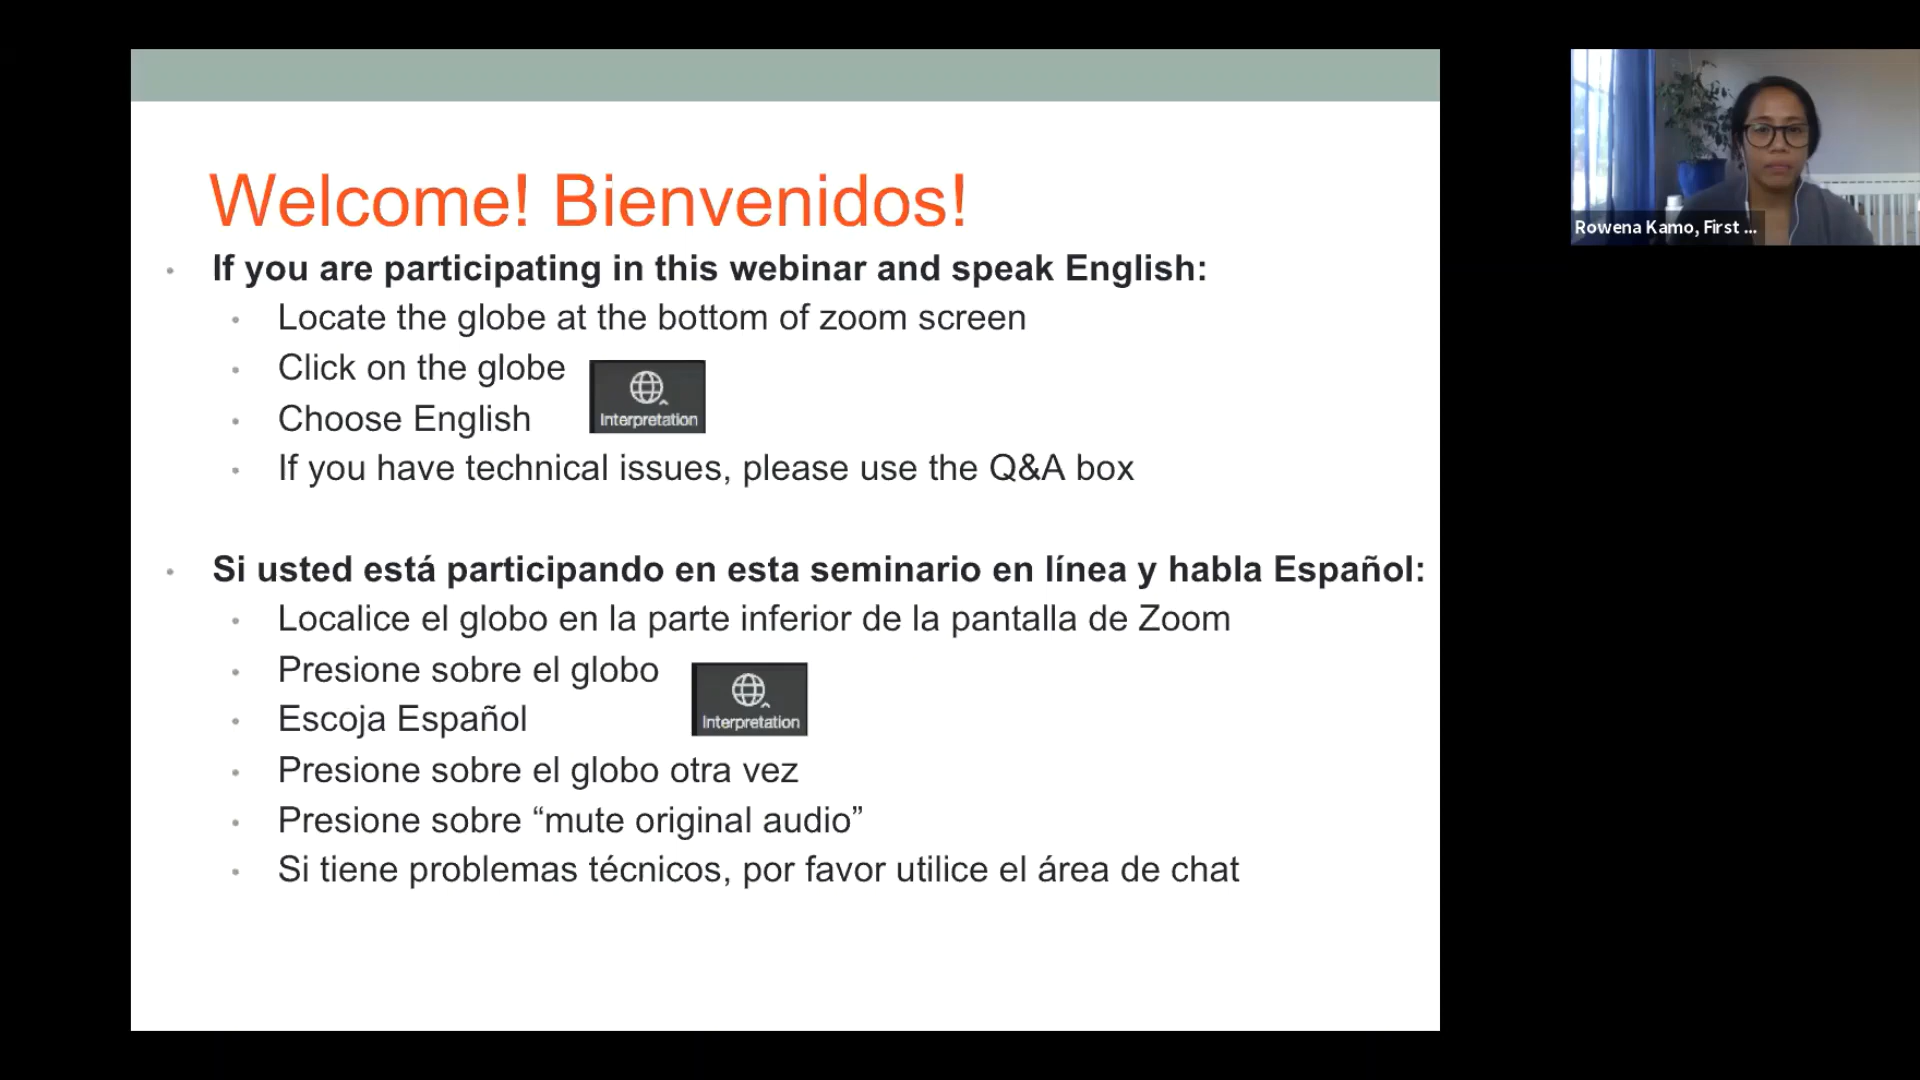 Welcome! Bienvenidos!
If you are participating in this webinar and speak English:
Locate the globe at the bottom of zoom screen
Click on the globe
Interpretation
Choose English
If you have technical issues, please use the Q&A box
Si usted está participando en esta seminario en línea y habla Español:
Localice el globo en la parte inferior de la pantalla de Zoom
Presione sobre el globo
Interpretation
Escoja Español
Presione sobre el globo otra vez
Presione sobre “mute original audio”
Si tiene problemas técnicos, por favor utilice el área de chat
Rowena Kamo, First ...